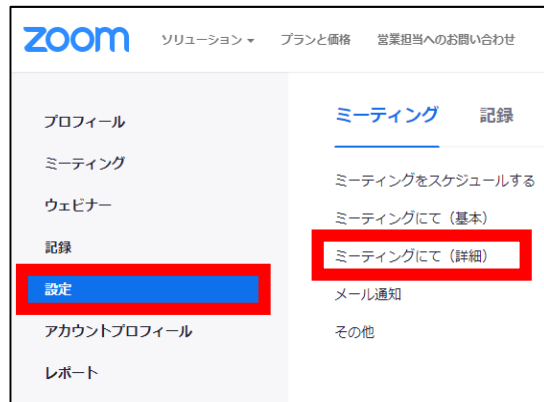 zoom ソリューション プランと価格 営業担当へのお問い合わせ
プロフィール
ミーティング
ウェビナー
記録
設定
アカウントプロフィール
レポート
ミーティング 記録
ミーティングをスケジュールする
ミーティングにて（基本）
ミーティングにて（詳細）
メール通知
その他